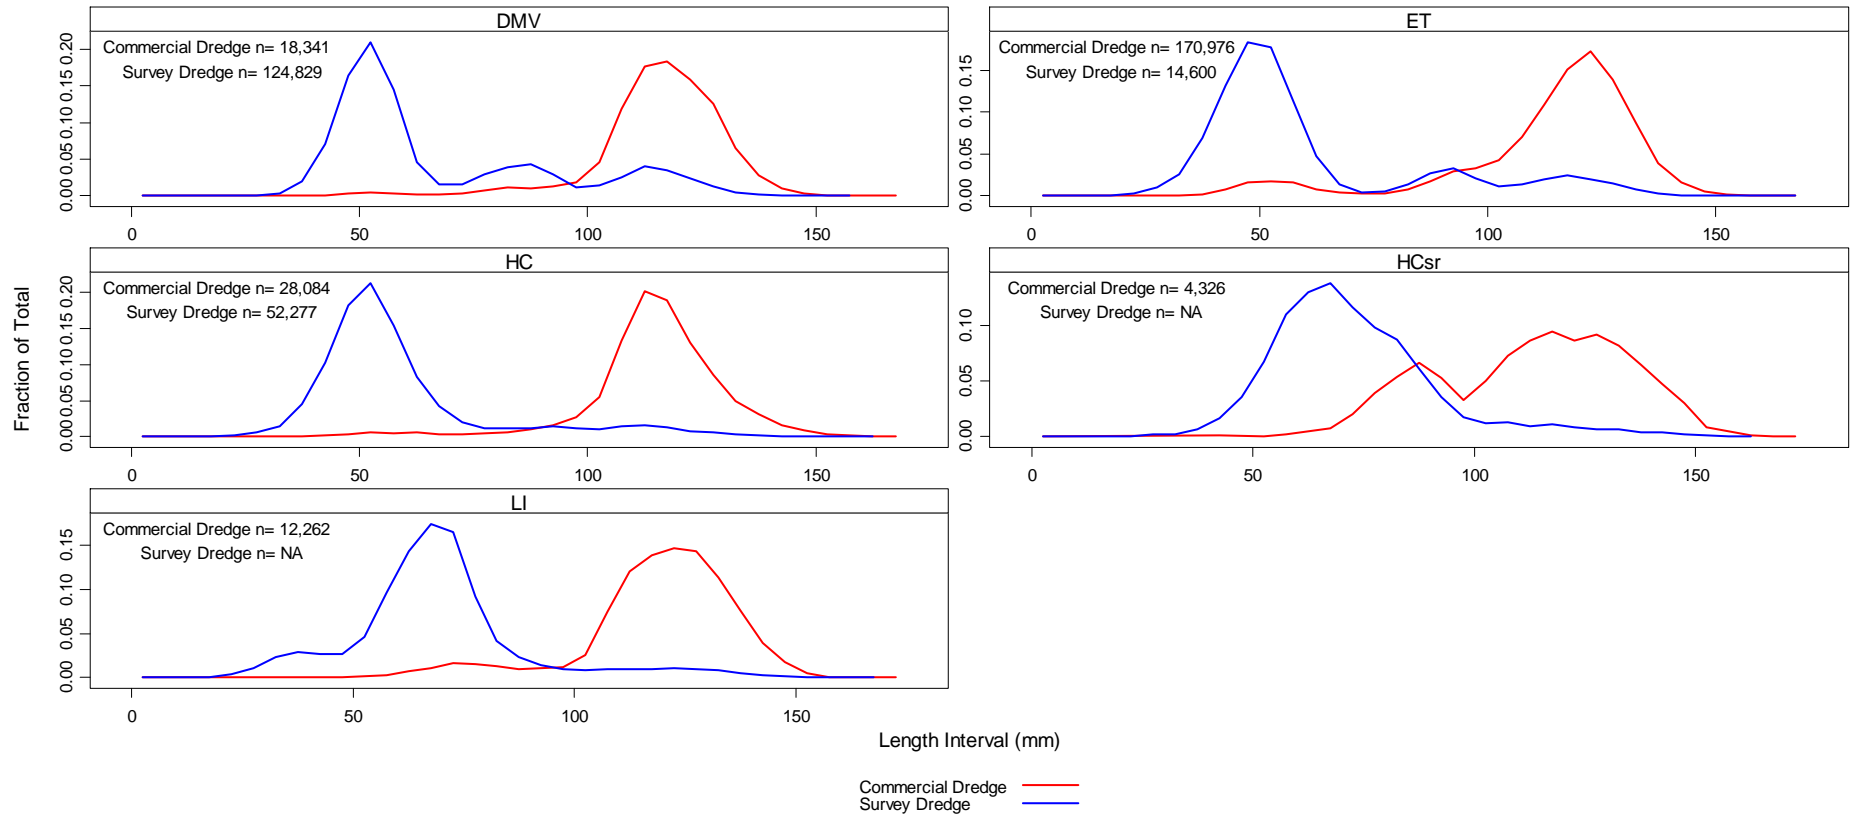 DMV
Commercial Dredge n= 18,341
Survey Dredge n= 124,829
0.00 0.05 0.10 0.15 0.20
0 50 100 150
ET
Commercial Dredge n= 170,976
Survey Dredge n= 14,600
0.00 0.05 0.10 0.15
0 50 100 150
HC
Commercial Dredge n= 28,084
Survey Dredge n= 52,277
0.00 0.05 0.10 0.15 0.20
0 50 100 150
HCsr
Commercial Dredge n= 4,326
Survey Dredge n= NA
0.00 0.05 0.10
0 50 100 150
LI
Commercial Dredge n= 12,262
Survey Dredge n= NA
0.00 0.05 0.10 0.15
0 50 100 150
Fraction of Total
Length Interval (mm)
Commercial Dredge
Survey Dredge